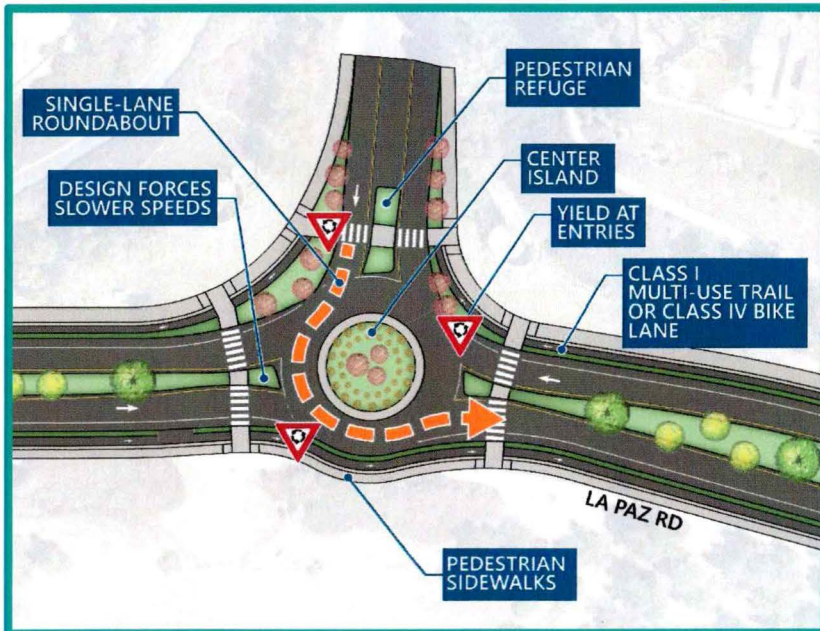 PEDESTRIAN
REFUGE
SINGLE-LANE
ROUNDABOUT
CENTER
ISLAND
DESIGN FORCES
SLOWER SPEEDS
YIELD AT
ENTRIES
CLASS I
MULTI-USE TRAIL
OR CLASS IV BIKE
LANE
LA PAZ RD
PEDESTRIAN
SIDEWALKS